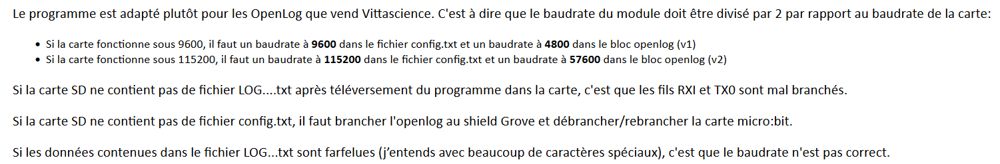 Le programme est adapté plutôt pour les OpenLog que vend Vittascience. C'est à dire que le baudrate du module doit être divisé par 2 par rapport au baudrate de la carte:
• Si la carte fonctionne sous 9600, il faut un baudrate à 9600 dans le fichier config.txt et un baudrate à 4800 dans le bloc openlog (v1)
• Si la carte fonctionne sous 115200, il faut un baudrate à 115200 dans le fichier config.txt et un baudrate à 57600 dans le bloc openlog (v2)
Si la carte SD ne contient pas de fichier LOG....txt après téléversement du programme dans la carte, c'est que les fils RXI et TX0 sont mal branchés.
Si la carte SD ne contient pas de fichier config.txt, il faut brancher l'openlog au shield Grove et débrancher/rebrancher la carte micro:bit.
Si les données contenues dans le fichier LOG...txt sont farfelues (j’entends avec beaucoup de caractères spéciaux), c'est que le baudrate n'est pas correct.